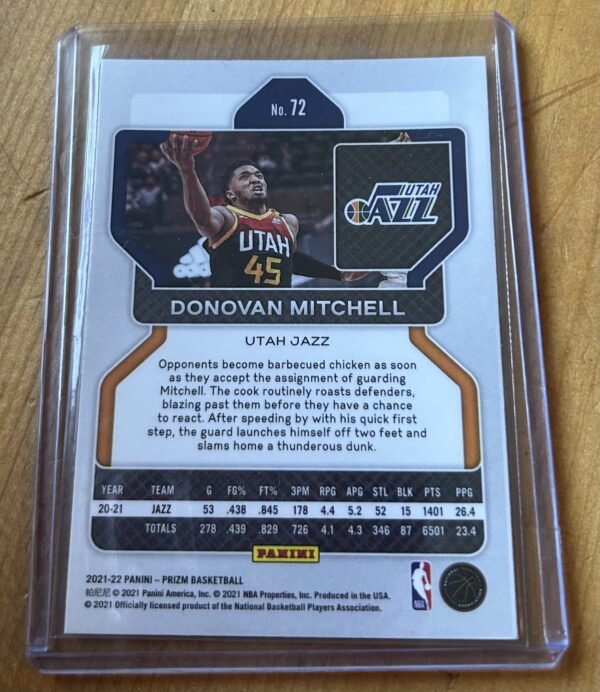 No. 72
UTAH
45
UTAH
JAZZ
DONOVAN MITCHELL
UTAH JAZZ
Opponents become barbecued chicken as soon
as they accept the assignment of guarding
Mitchell. The cook routinely roasts defenders,
blazing past them before they have a chance
to react. After speeding by with his quick first
step, the guard launches himself off two feet and
slams home a thunderous dunk.
YEAR TEAM G FG% FT% 3PM RPG APG STL BLK PTS PPG
20-21 JAZZ 53 .438 .845 178 4.4 5.2 52 15 1401 26.4
TOTALS 278 .439 .829 726 4.1 4.3 346 87 6501 23.4
PANINI
2021-22 PANINI – PRIZM BASKETBALL
帕尼尼 © 2021 Panini America, Inc. © 2021 NBA Properties, Inc. Produced in the USA.
© 2021 Officially licensed product of the National Basketball Players Association.
NBA